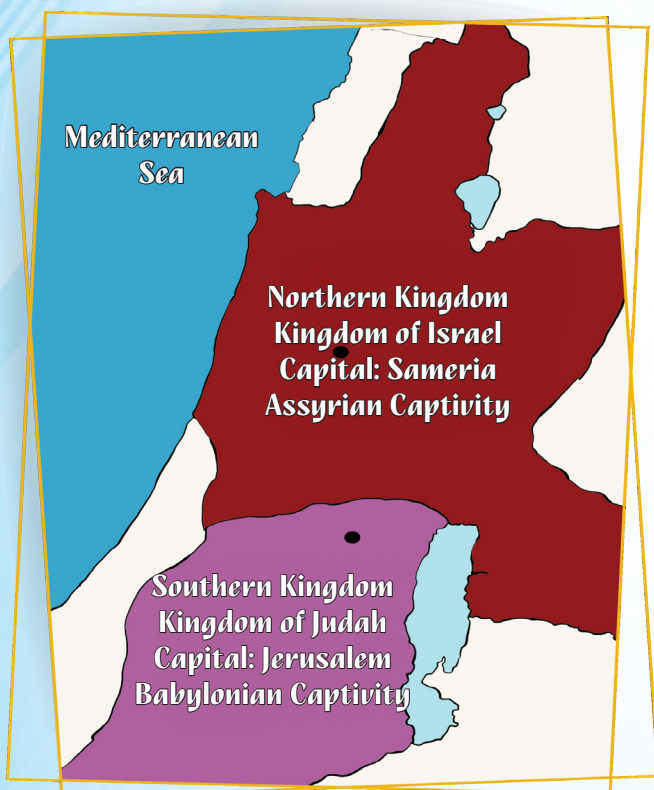 Mediterranean
Sea
Northern Kingdom
Kingdom of Israel
Capital: Sameria
Assyrian Captivity
Southern Kingdom
Kingdom of Judah
Capital: Jerusalem
Babylonian Captivity